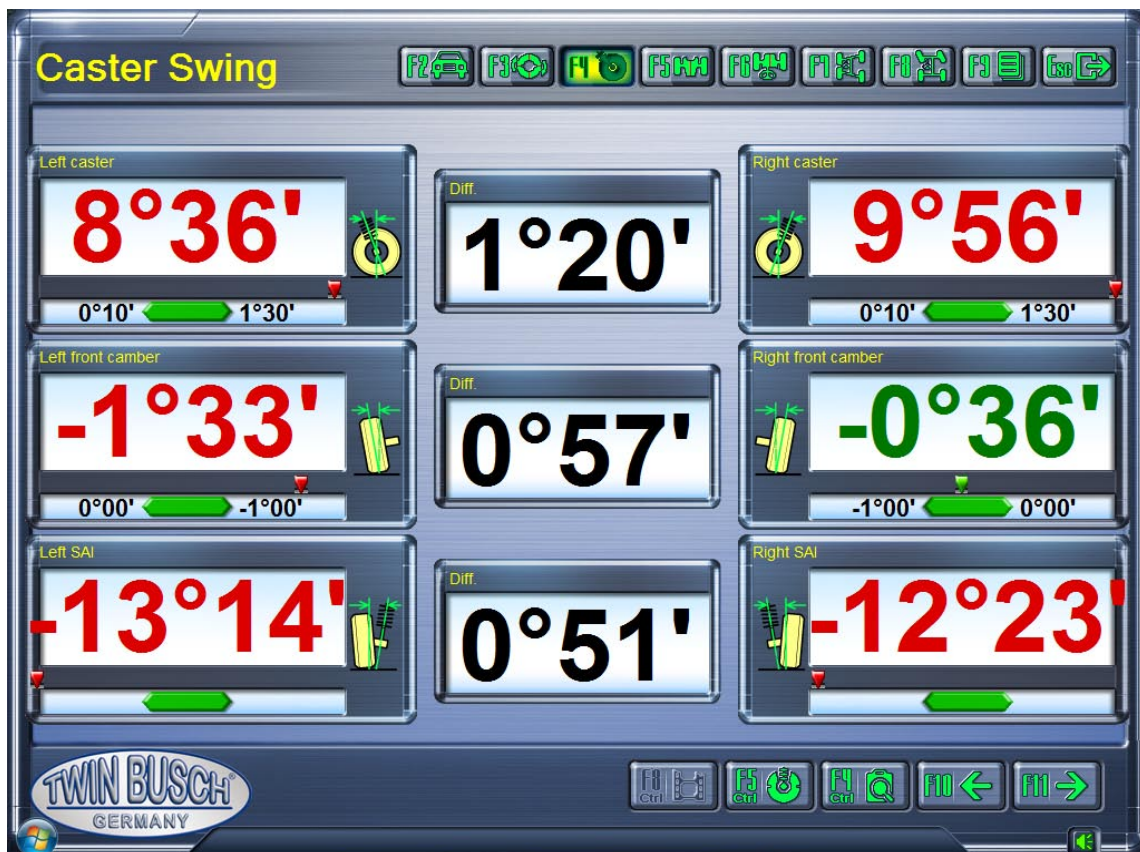 Caster Swing
F2
F3
F4
F5
F6
F7
F8
F9
Esc
Left caster
8°36'
0°10' 1°30'
Diff.
1°20'
Right caster
9°56'
0°10' 1°30'
Left front camber
-1°33'
0°00' -1°00'
Diff.
0°57'
Right front camber
-0°36'
-1°00' 0°00'
Left SAI
-13°14'
Diff.
0°51'
Right SAI
-12°23'
TWIN BUSCH
GERMANY
F8
Ctrl
F5
Ctrl
F4
Ctrl
F10
F11